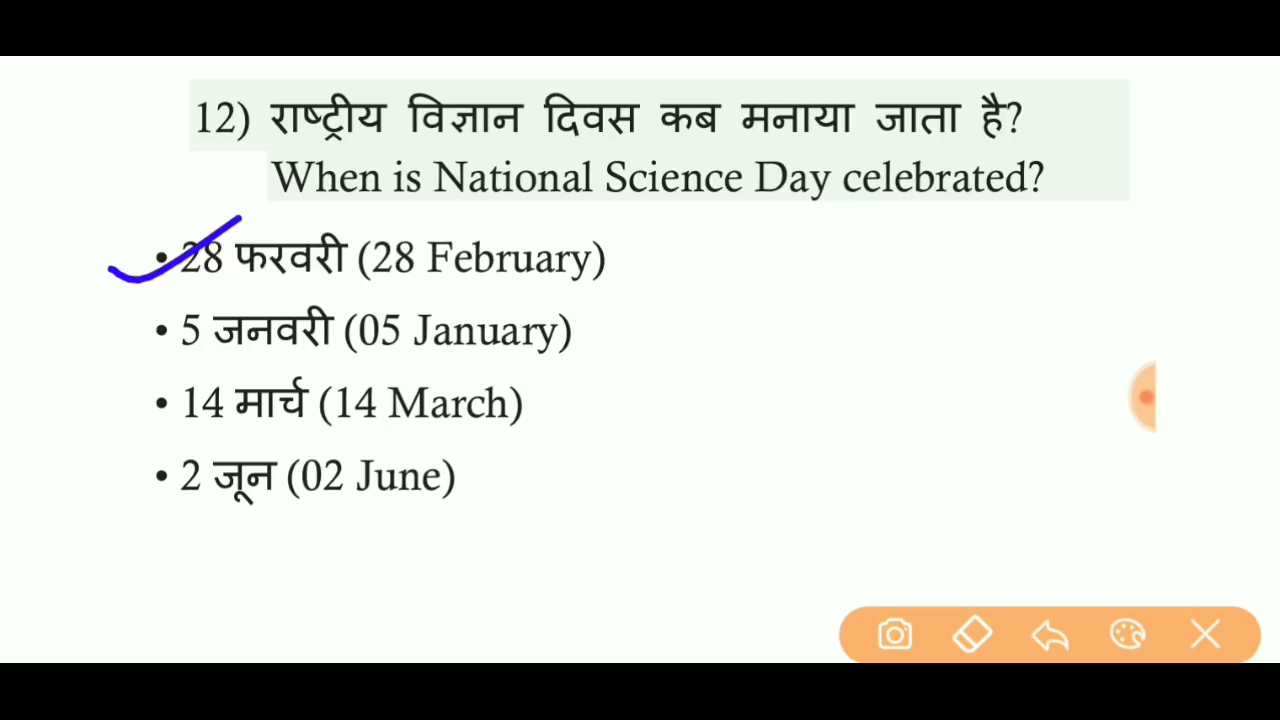 12) राष्ट्रीय विज्ञान दिवस कब मनाया जाता है?
When is National Science Day celebrated?
• 28 फरवरी (28 February)
• 5 जनवरी (05 January)
• 14 मार्च (14 March)
• 2 जून (02 June)